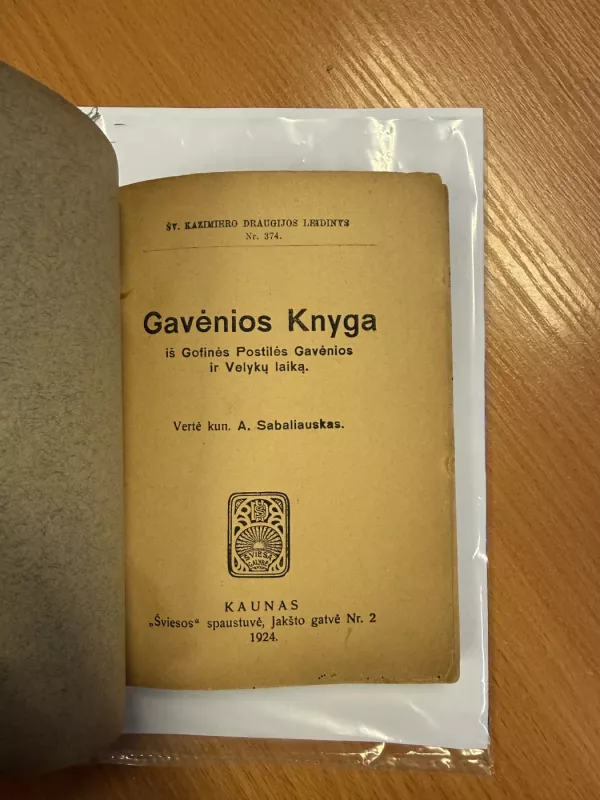 ŠV. KAZIMIERO DRAUGIJOS LEIDINYS
Nr. 374.
Gavėnios Knyga
iš Gofinės Postilės Gavėnios
ir Velykų laiką.
Vertė kun. A. Sabaliauskas.
ŠVIESA
GALYBĖ
KAUNAS
„Šviesos“ spaustuvė, Jakšto gatvė Nr. 2
1924.